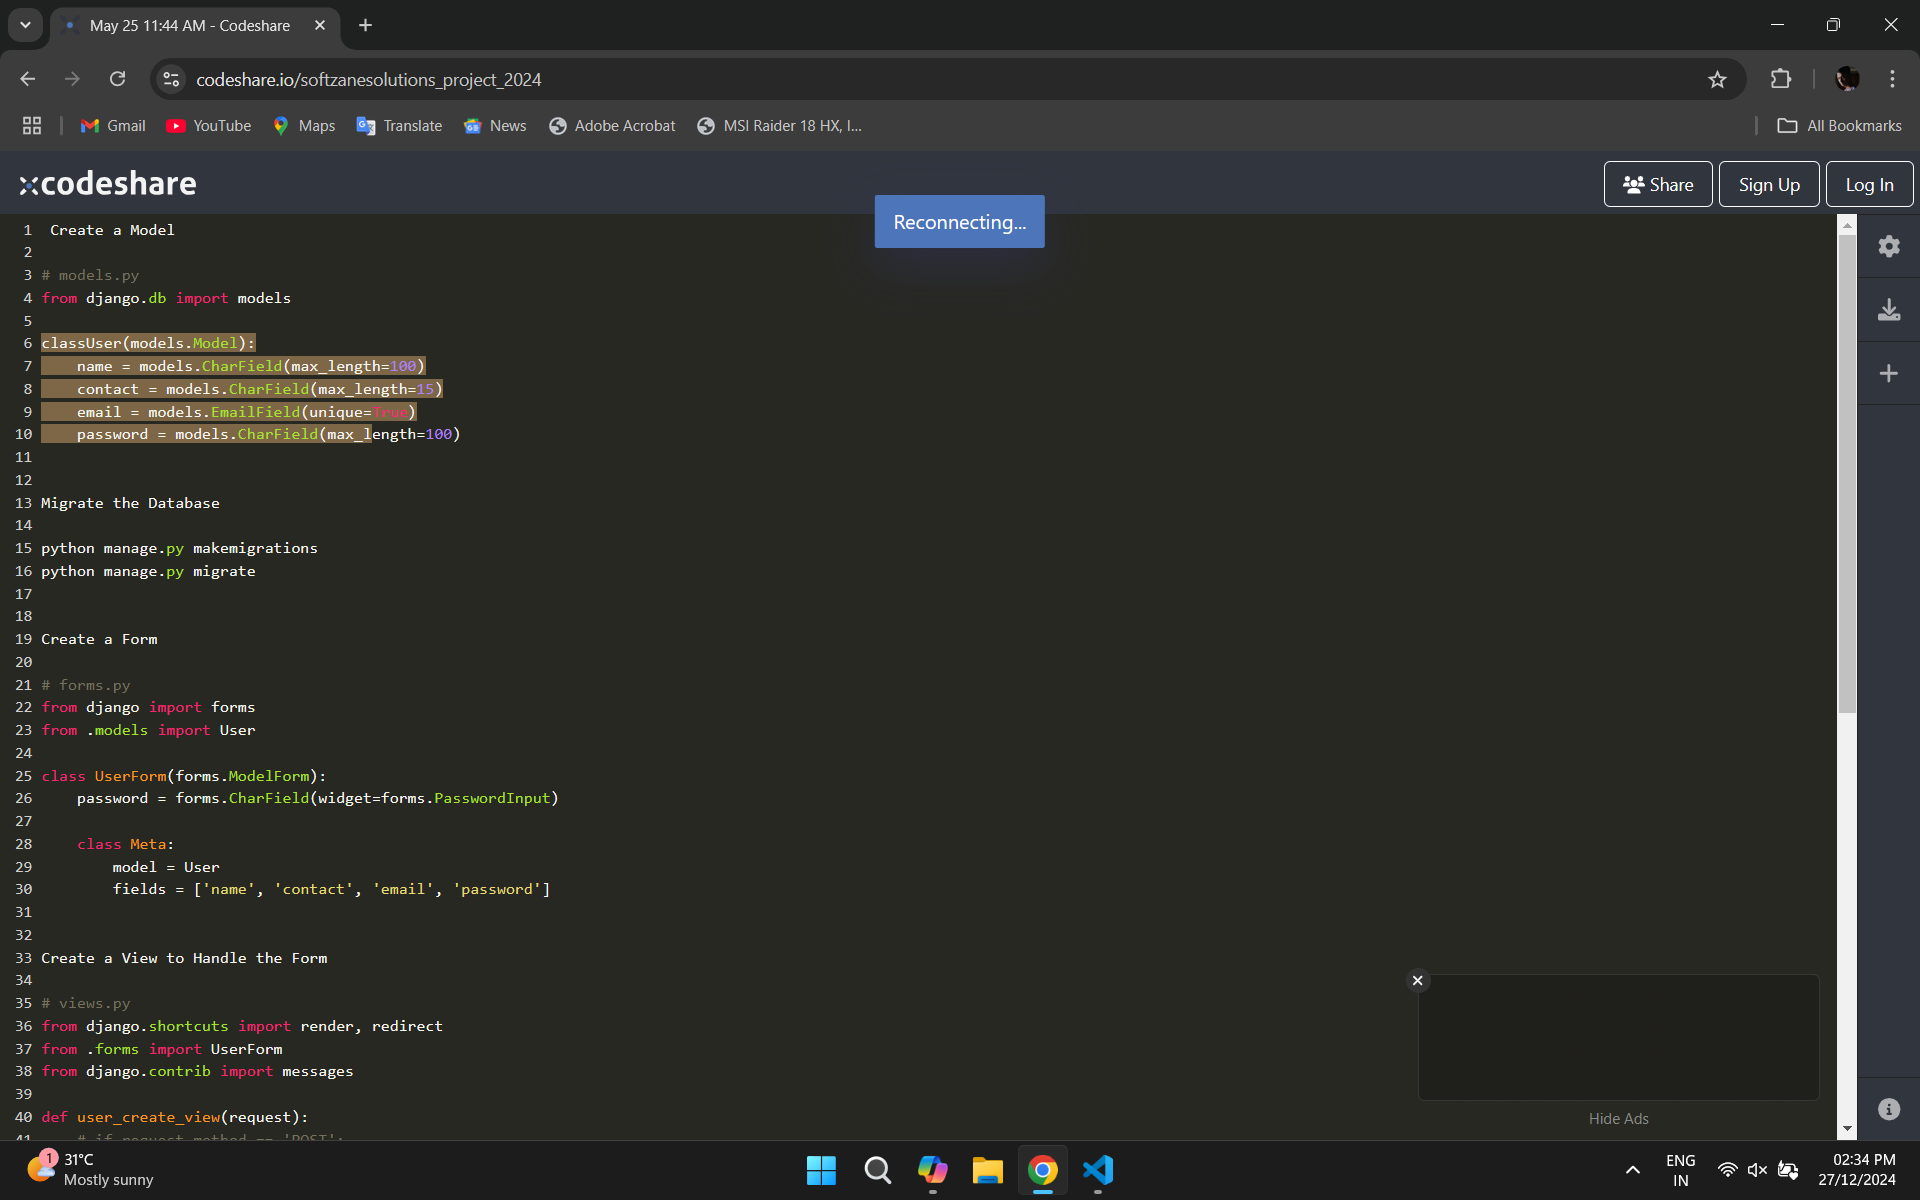 May 25 11:44 AM - Codeshare
codeshare.io/softzanesolutions_project_2024
Gmail
YouTube
Maps
Translate
News
Adobe Acrobat
MSI Raider 18 HX, I...
All Bookmarks
codeshare
Share
Sign Up
Log In
Reconnecting...
1 Create a Model
2
3 # models.py
4 from django.db import models
5
6 classUser(models.Model):
7 name = models.CharField(max_length=100)
8 contact = models.CharField(max_length=15)
9 email = models.EmailField(unique=True)
10 password = models.CharField(max_length=100)
11
12
13 Migrate the Database
14
15 python manage.py makemigrations
16 python manage.py migrate
17
18
19 Create a Form
20
21 # forms.py
22 from django import forms
23 from .models import User
24
25 class UserForm(forms.ModelForm):
26 password = forms.CharField(widget=forms.PasswordInput)
27
28 class Meta:
29 model = User
30 fields = ['name', 'contact', 'email', 'password']
31
32
33 Create a View to Handle the Form
34
35 # views.py
36 from django.shortcuts import render, redirect
37 from .forms import UserForm
38 from django.contrib import messages
39
40 def user_create_view(request):
41 # if request.method == 'POST':
Hide Ads
1
31°C
Mostly sunny
ENG
IN
02:34 PM
27/12/2024